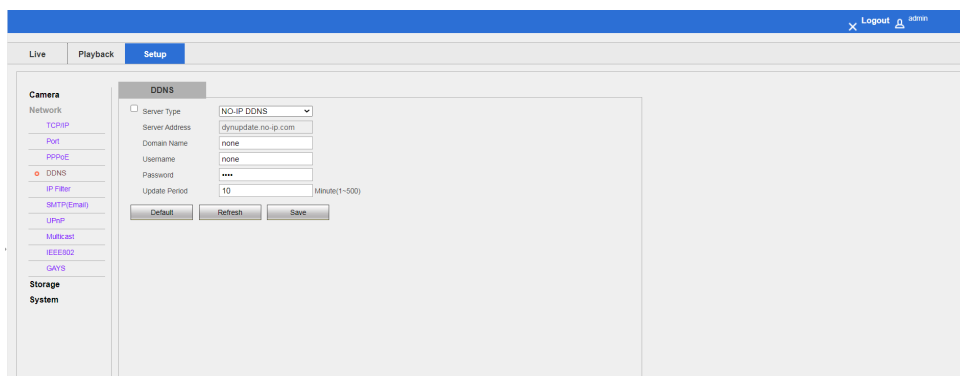 Logout admin
Live Playback Setup
Camera
Network
TCP/IP
Port
PPPoE
DDNS
IP Filter
SMTP(Email)
UPnP
Multicast
IEEE802
GAYS
Storage
System
DDNS
Server Type NO-IP DDNS
Server Address dynupdate.no-ip.com
Domain Name none
Username none
Password ••••
Update Period 10 Minute(1~500)
Default Refresh Save